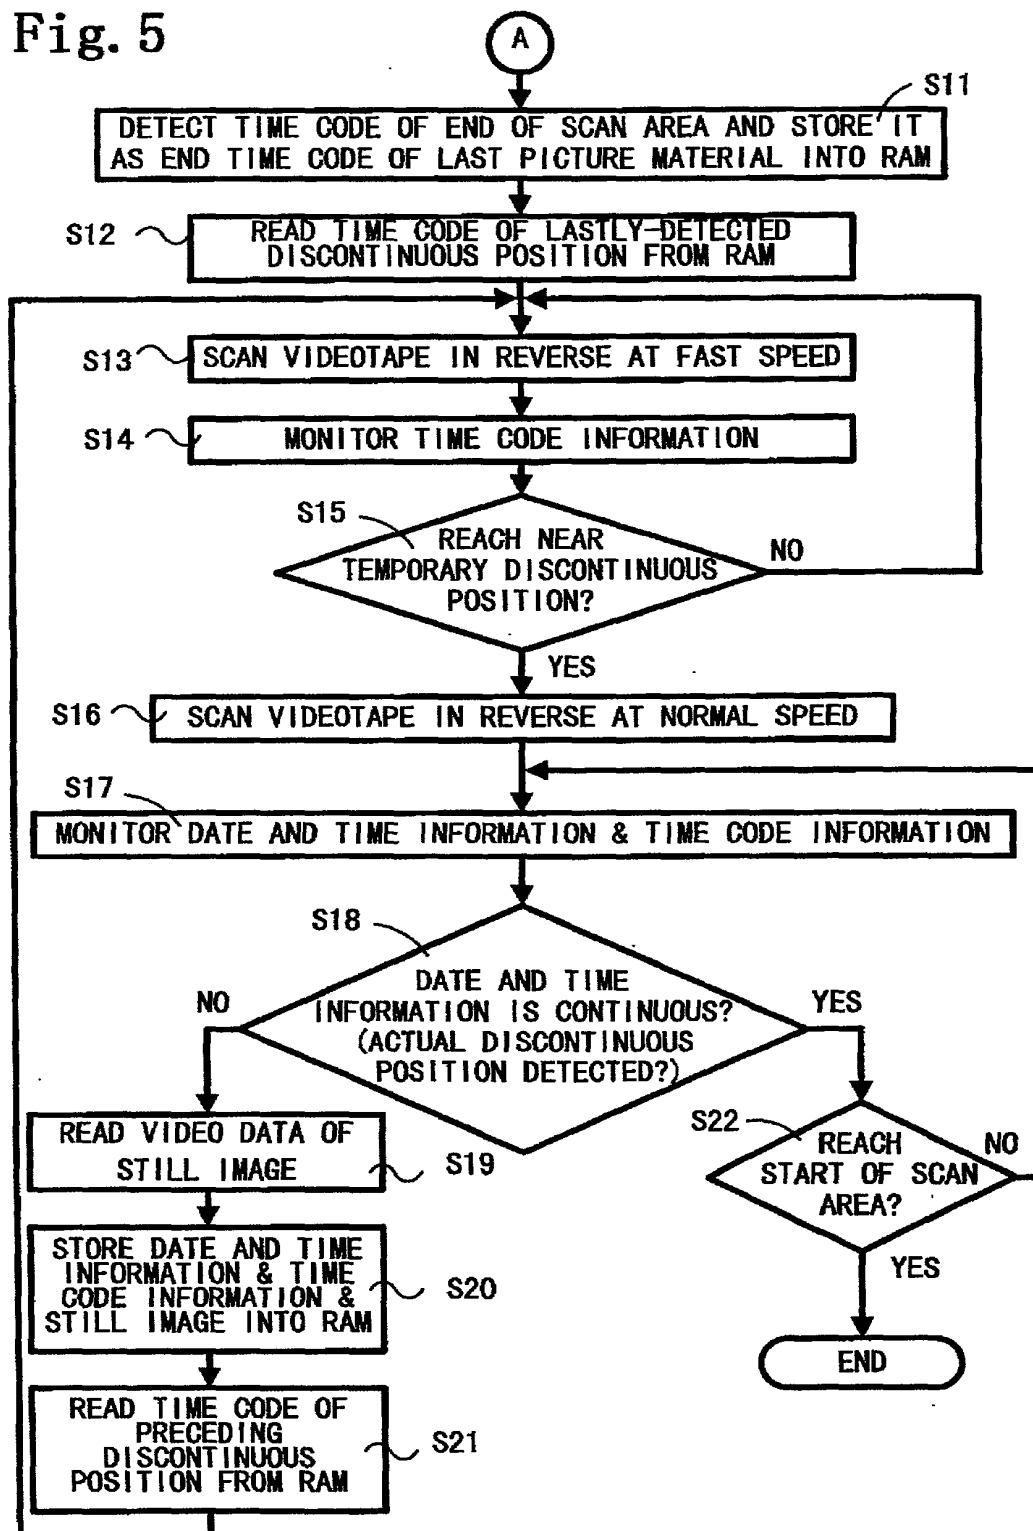 Fig. 5
A
S11
DETECT TIME CODE OF END OF SCAN AREA AND STORE IT
AS END TIME CODE OF LAST PICTURE MATERIAL INTO RAM
S12
READ TIME CODE OF LASTLY-DETECTED
DISCONTINUOUS POSITION FROM RAM
S13
SCAN VIDEOTAPE IN REVERSE AT FAST SPEED
S14
MONITOR TIME CODE INFORMATION
S15
REACH NEAR
TEMPORARY DISCONTINUOUS
POSITION?
NO
YES
S16
SCAN VIDEOTAPE IN REVERSE AT NORMAL SPEED
S17
MONITOR DATE AND TIME INFORMATION & TIME CODE INFORMATION
S18
DATE AND TIME
INFORMATION IS CONTINUOUS?
(ACTUAL DISCONTINUOUS
POSITION DETECTED?)
NO
YES
READ VIDEO DATA OF
STILL IMAGE
S19
S22
REACH
START OF SCAN
AREA?
NO
YES
STORE DATE AND TIME
INFORMATION & TIME
CODE INFORMATION &
STILL IMAGE INTO RAM
S20
END
READ TIME CODE OF
PRECEDING
DISCONTINUOUS
POSITION FROM RAM
S21